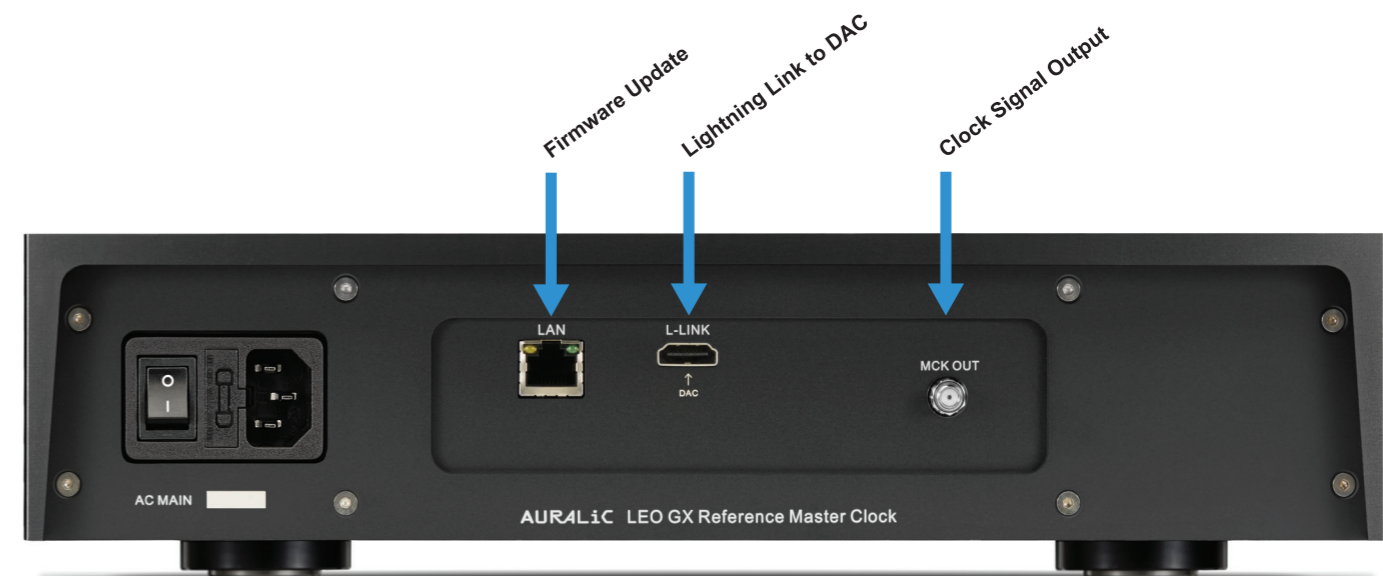 Firmware Update
Lightning Link to DAC
Clock Signal Output
LAN
L-LINK
MCK OUT
DAC
O
I
AC MAIN
AURALiC LEO GX Reference Master Clock